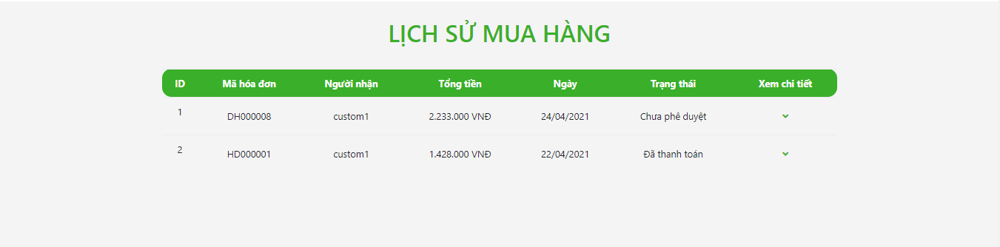 LỊCH SỬ MUA HÀNG
ID Mã hóa đơn Người nhận Tổng tiền Ngày Trạng thái Xem chi tiết
1 DH000008 custom1 2.233.000 VNĐ 24/04/2021 Chưa phê duyệt
2 HD000001 custom1 1.428.000 VNĐ 22/04/2021 Đã thanh toán